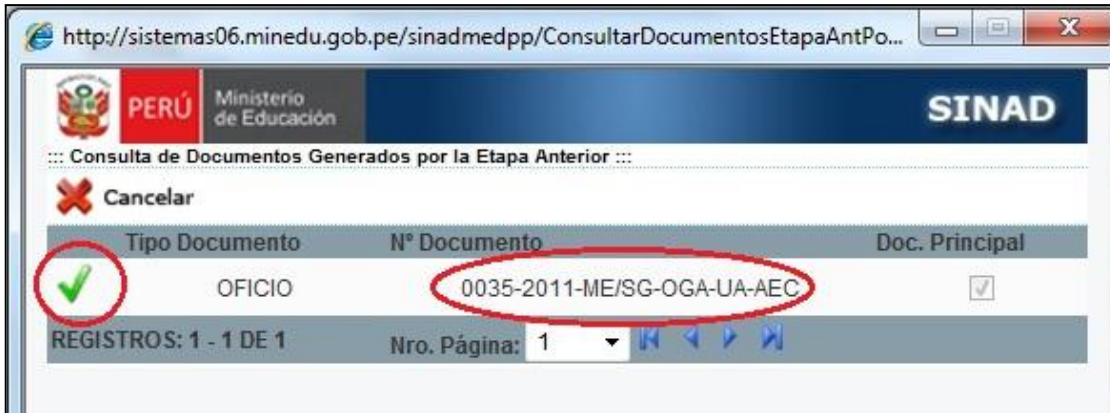 http://sistemas06.minedu.gob.pe/sinadmedpp/ConsultarDocumentosEtapaAntPo...
PERÚ Ministerio de Educación SINAD
::: Consulta de Documentos Generados por la Etapa Anterior :::
Cancelar
Tipo Documento N° Documento Doc. Principal
OFICIO 0035-2011-ME/SG-OGA-UA-AEC
REGISTROS: 1 - 1 DE 1 Nro. Página: 1